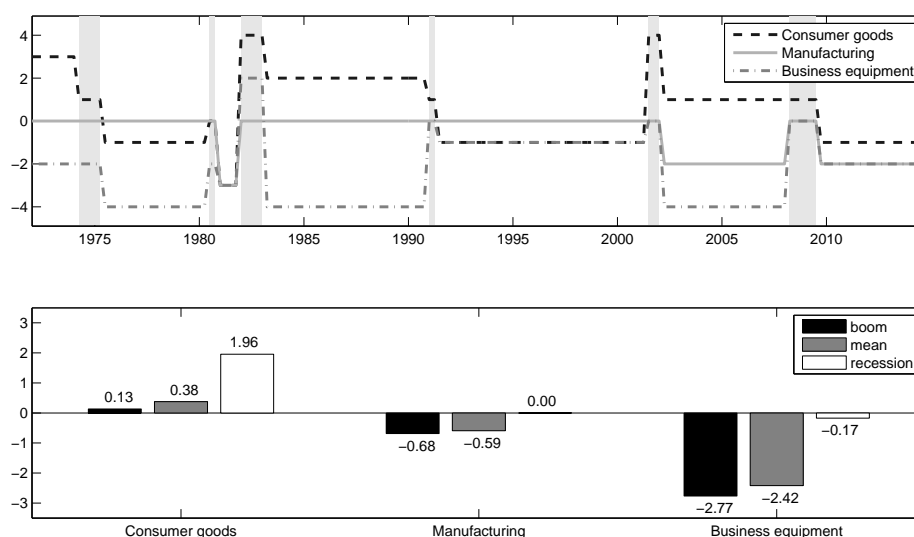 4
2
0
−2
−4
1975 1980 1985 1990 1995 2000 2005 2010
Consumer goods
Manufacturing
Business equipment
3
2
1
0
−1
−2
−3
0.13 0.38 1.96
−0.68 −0.59 0.00
−2.77 −2.42 −0.17
boom
mean
recession
Consumer goods Manufacturing Business equipment